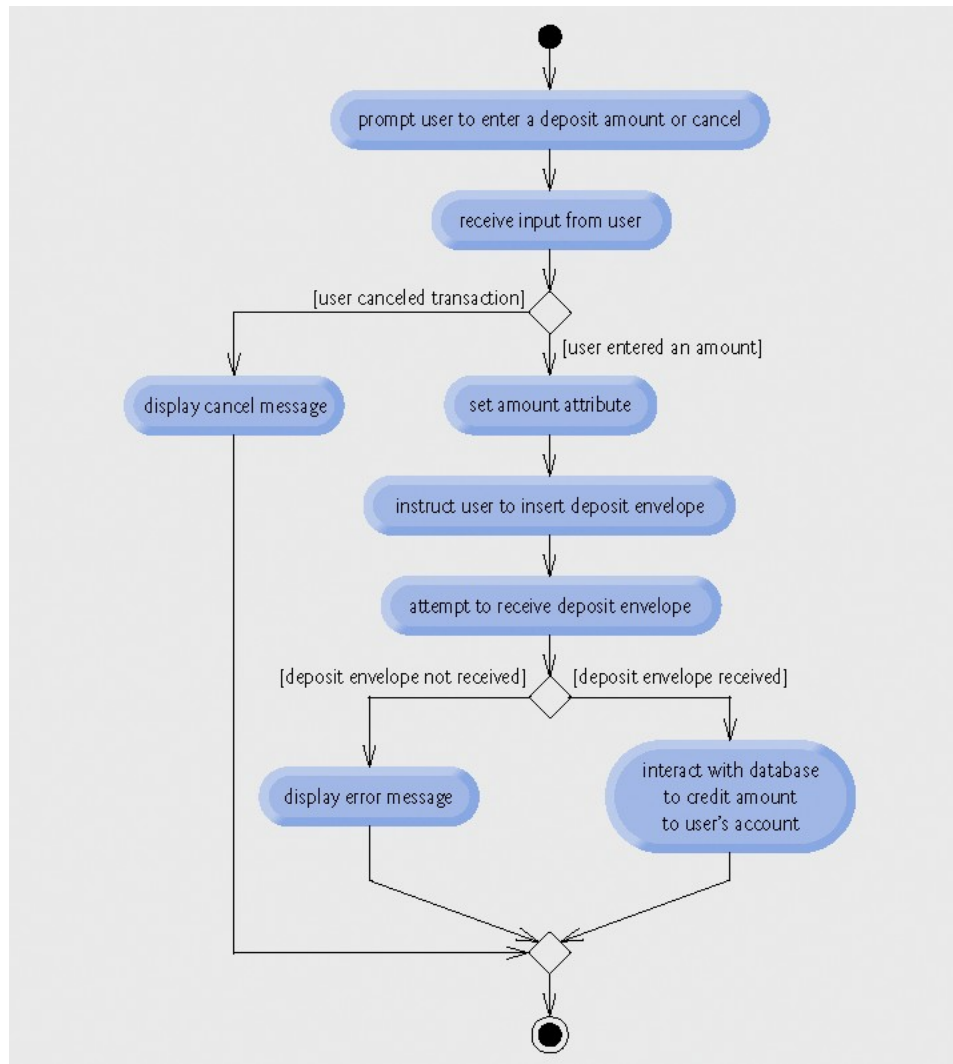 prompt user to enter a deposit amount or cancel
receive input from user
[user canceled transaction]
[user entered an amount]
display cancel message
set amount attribute
instruct user to insert deposit envelope
attempt to receive deposit envelope
[deposit envelope not received]
[deposit envelope received]
display error message
interact with database
to credit amount
to user's account